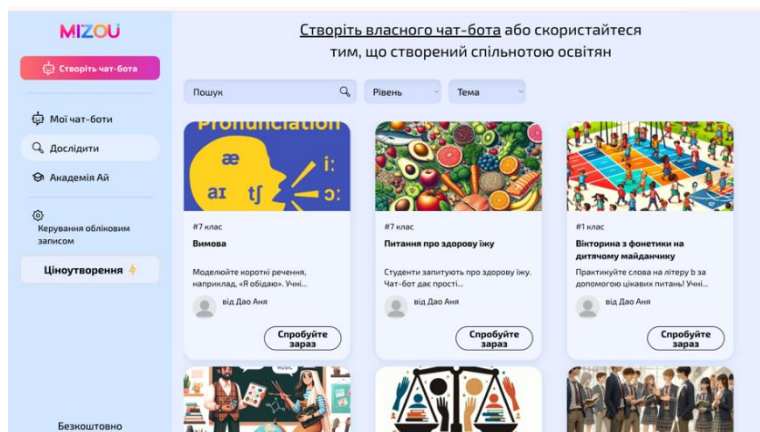 MIZOU
Створіть чат-бота
Мої чат-боти
Дослідити
Академія Ай
Керування обліковим
записом
Ціноутворення
Безкоштовно
Створіть власного чат-бота або скористайтеся
тим, що створений спільнотою освітян
Пошук
Рівень
Тема
Pronunciation
æ
i:
aɪ
tʃ
ɔ:
#7 клас
Вимова
Моделюйте короткі речення,
наприклад, «Я обідаю». Учні...
від Дао Аня
Спробуйте
зараз
#7 клас
Питання про здорову їжу
Студенти запитують про здорову їжу.
Чат-бот дає прості...
від Дао Аня
Спробуйте
зараз
#1 клас
Вікторина з фонетики на
дитячому майданчику
Практикуйте слова на літеру b за
допомогою цікавих питань! Учні...
від Дао Аня
Спробуйте
зараз